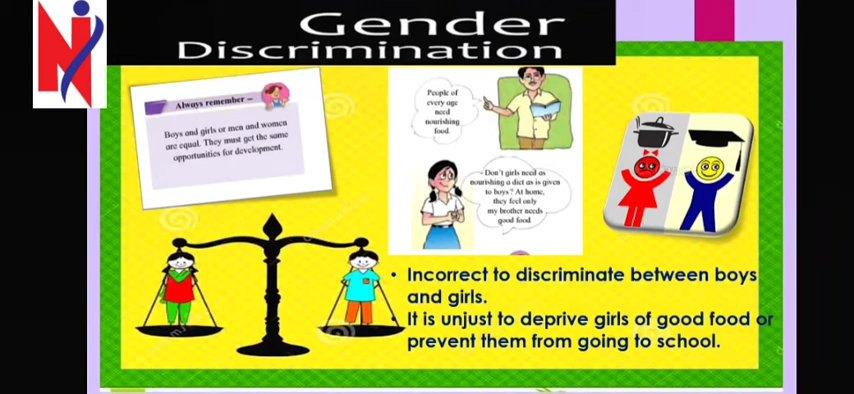 Gender
Discrimination
Always remember –
Boys and girls or men and women
are equal. They must get the same
opportunities for development.
People of
every age
need
nourishing
food.
Don't girls need as
nourishing a diet as is given
to boys? At home,
they feel only
my brother needs
good food
• Incorrect to discriminate between boys
and girls.
• It is unjust to deprive girls of good food or
prevent them from going to school.